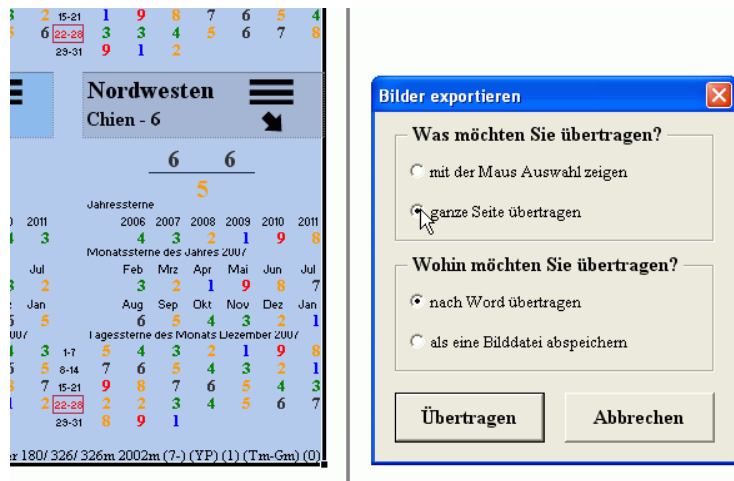 3 2 15-21 1 9 8 7 6 5 4
5 6 22-28 3 3 4 5 6 7 8
29-31 9 1 2
Nordwesten
Chien - 6
6 6
5
Jahressterne
2011 2006 2007 2008 2009 2010 2011
3 4 3 2 1 9 8
Monatssterne des Jahres 2007
Jul Feb Mrz Apr Mai Jun Jul
2 3 2 1 9 8 7
Jan Aug Sep Okt Nov Dez Jan
5 6 5 4 3 2 1
007 Tagessterne des Monats Dezember 2007
3 1-7 5 4 3 2 1 9 8
5 8-14 7 6 5 4 3 2 1
7 15-21 9 8 7 6 5 4 3
2 22-28 2 2 3 4 5 6 7
29-31 8 9 1
er 180/ 326/ 326m 2002m (7-) (YP) (1) (Tm-Gm) (0)
Bilder exportieren
Was möchten Sie übertragen?
mit der Maus Auswahl zeigen
ganze Seite übertragen
Wohin möchten Sie übertragen?
nach Word übertragen
als eine Bilddatei abspeichern
Übertragen Abbrechen